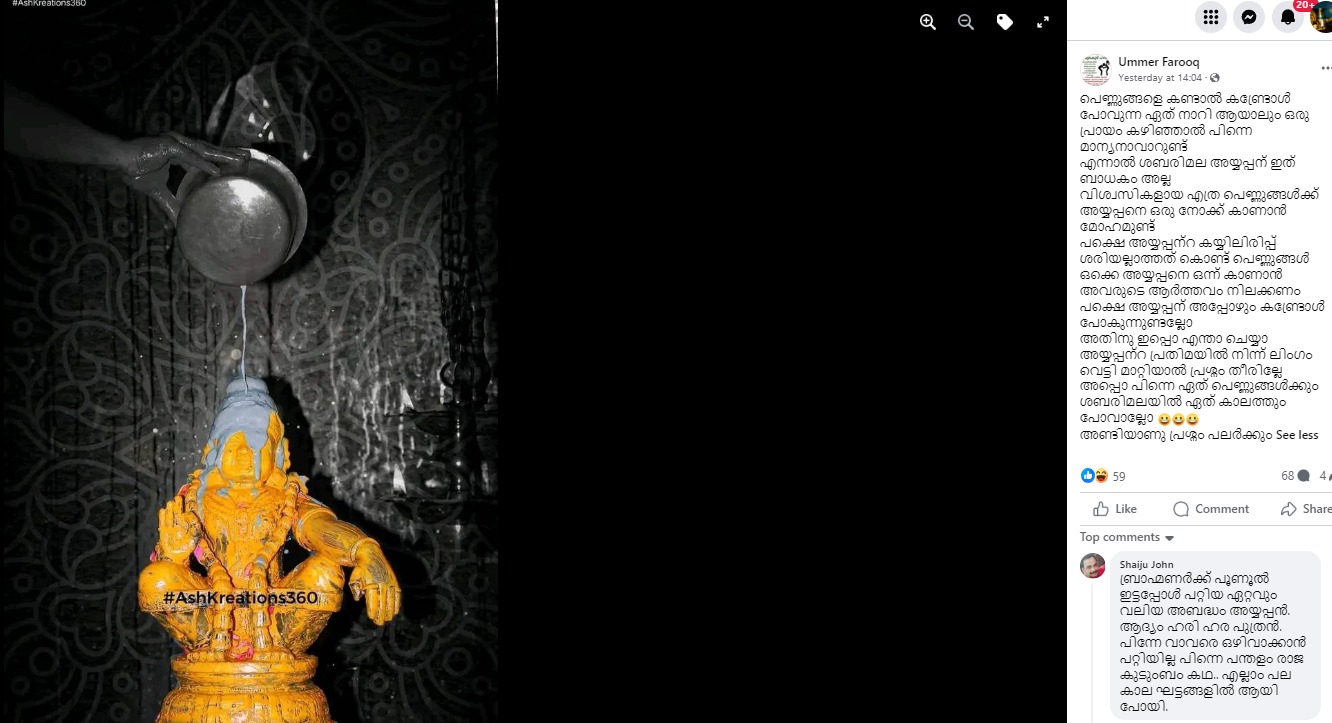 #AshKreations360
#AshKreations360
20+
Ummer Farooq
Yesterday at 14:04 ·
പെണ്ണുങ്ങളെ കണ്ടാൽ കണ്ട്രോൾ
പോവുന്ന ഏത് നാറി ആയാലും ഒരു
പ്രായം കഴിഞ്ഞാൽ പിന്നെ
മാന്യനാവാറുണ്ട്
എന്നാൽ ശബരിമല അയ്യപ്പന് ഇത്
ബാധകം അല്ല
വിശ്വസികളായ എത്ര പെണ്ണുങ്ങൾക്ക്
അയ്യപ്പനെ ഒരു നോക്ക് കാണാൻ
മോഹമുണ്ട്
പക്ഷെ അയ്യപ്പന്റ കയ്യിലിരിപ്പ്
ശരിയല്ലാത്തത് കൊണ്ട് പെണ്ണുങ്ങൾ
ഒക്കെ അയ്യപ്പനെ ഒന്ന് കാണാൻ
അവരുടെ ആർത്തവം നിലക്കണം
പക്ഷെ അയ്യപ്പന് അപ്പോഴും കണ്ട്രോൾ
പോകുന്നുണ്ടല്ലോ
അതിനു ഇപ്പൊ എന്താ ചെയ്യാ
അയ്യപ്പന്റ പ്രതിമയിൽ നിന്ന് ലിംഗം
വെട്ടി മാറ്റിയാൽ പ്രശ്നം തീരില്ലേ
അപ്പൊ പിന്നെ ഏത് പെണ്ണുങ്ങൾക്കും
ശബരിമലയിൽ ഏത് കാലത്തും
പോവാല്ലോ 😀😀😀
അണ്ടിയാണു പ്രശ്നം പലർക്കും See less
59 68 4
Like Comment Share
Top comments
Shaiju John
ബ്രാഹ്മണർക്ക് പൂണൂൽ
ഇട്ടപ്പോൾ പറ്റിയ ഏറ്റവും
വലിയ അബദ്ധം അയ്യപ്പൻ.
ആദ്യം ഹരി ഹര പുത്രൻ.
പിന്നേ വാവരെ ഒഴിവാക്കാൻ
പറ്റിയില്ല പിന്നെ പന്തളം രാജ
കുടുംബം കഥ.. എല്ലാം പല
കാല ഘട്ടങ്ങളിൽ ആയി
പോയി.